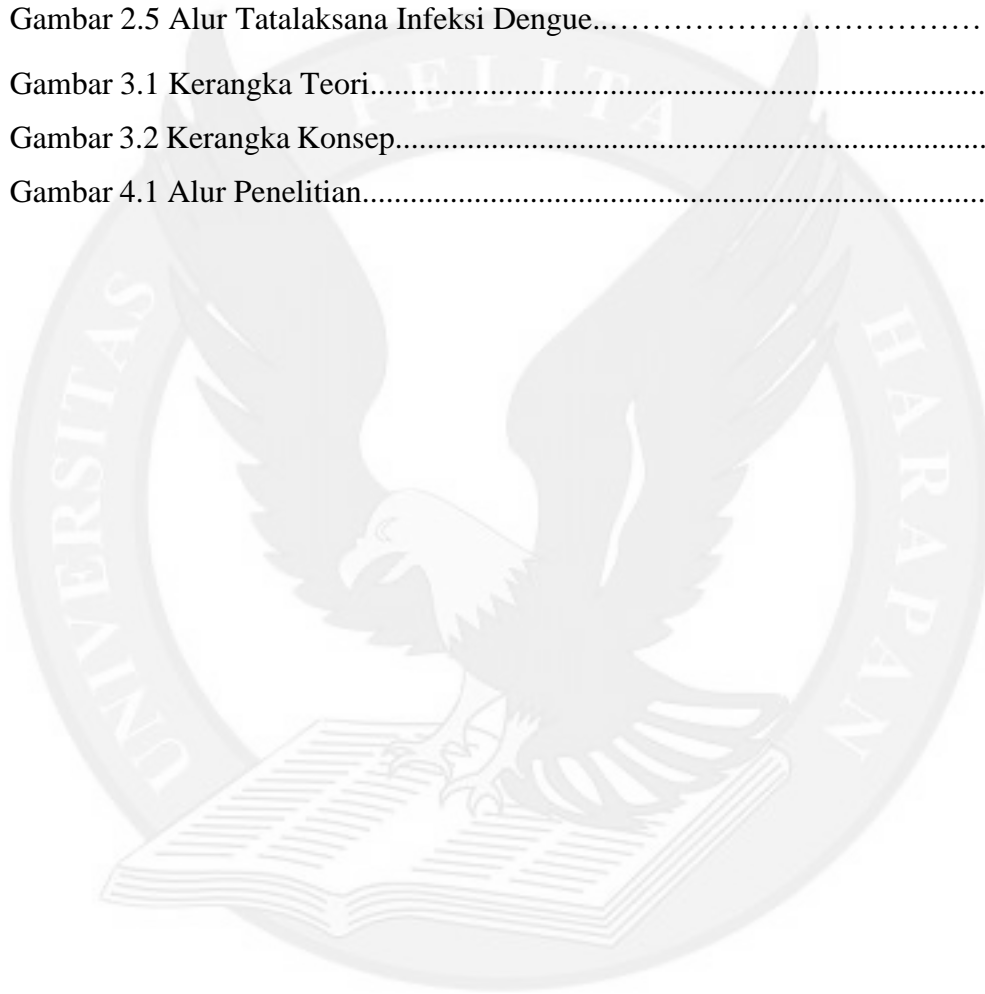 Gambar 2.5 Alur Tatalaksana Infeksi Dengue..……………………………………
Gambar 3.1 Kerangka Teori.............................................................................
Gambar 3.2 Kerangka Konsep..........................................................................
Gambar 4.1 Alur Penelitian..............................................................................
UNIVERSITAS PELITA HARAPAN